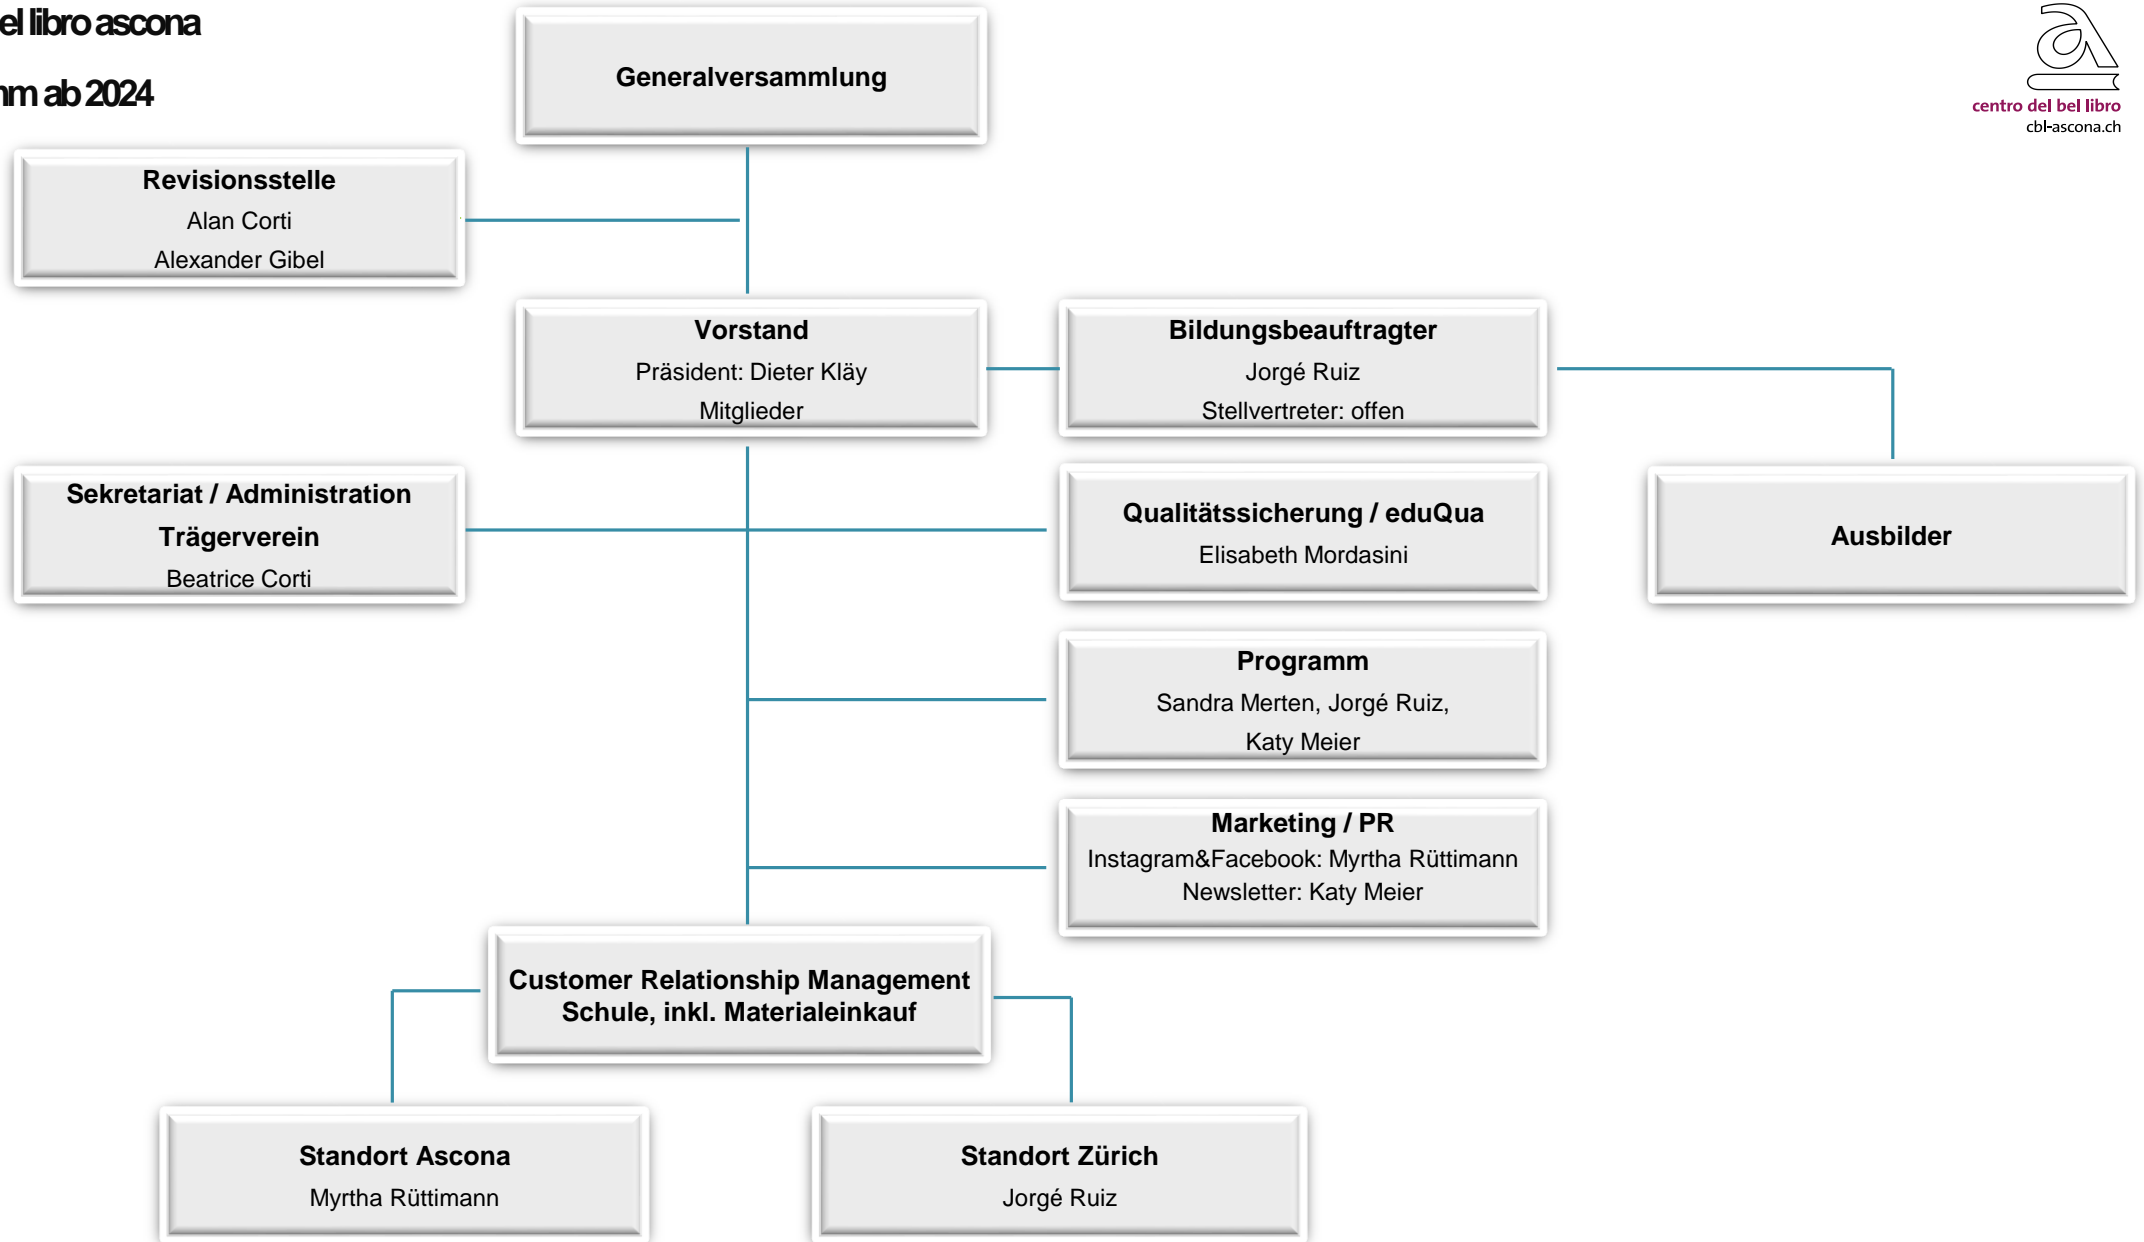 el libro ascona
Generalversammlung
ab 2024
centro del bel libro
cbl-ascona.ch
Revisionsstelle
Alan Corti
Alexander Gibel
Vorstand
Präsident: Dieter Kläy
Mitglieder
Bildungsbeauftragter
Jorgé Ruiz
Stellvertreter: offen
Sekretariat / Administration
Trägerverein
Beatrice Corti
Qualitätssicherung / eduQua
Elisabeth Mordasini
Ausbilder
Programm
Sandra Merten, Jorgé Ruiz,
Katy Meier
Marketing / PR
Instagram&Facebook: Myrtha Rüttimann
Newsletter: Katy Meier
Customer Relationship Management
Schule, inkl. Materialeinkauf
Standort Ascona
Myrtha Rüttimann
Standort Zürich
Jorgé Ruiz